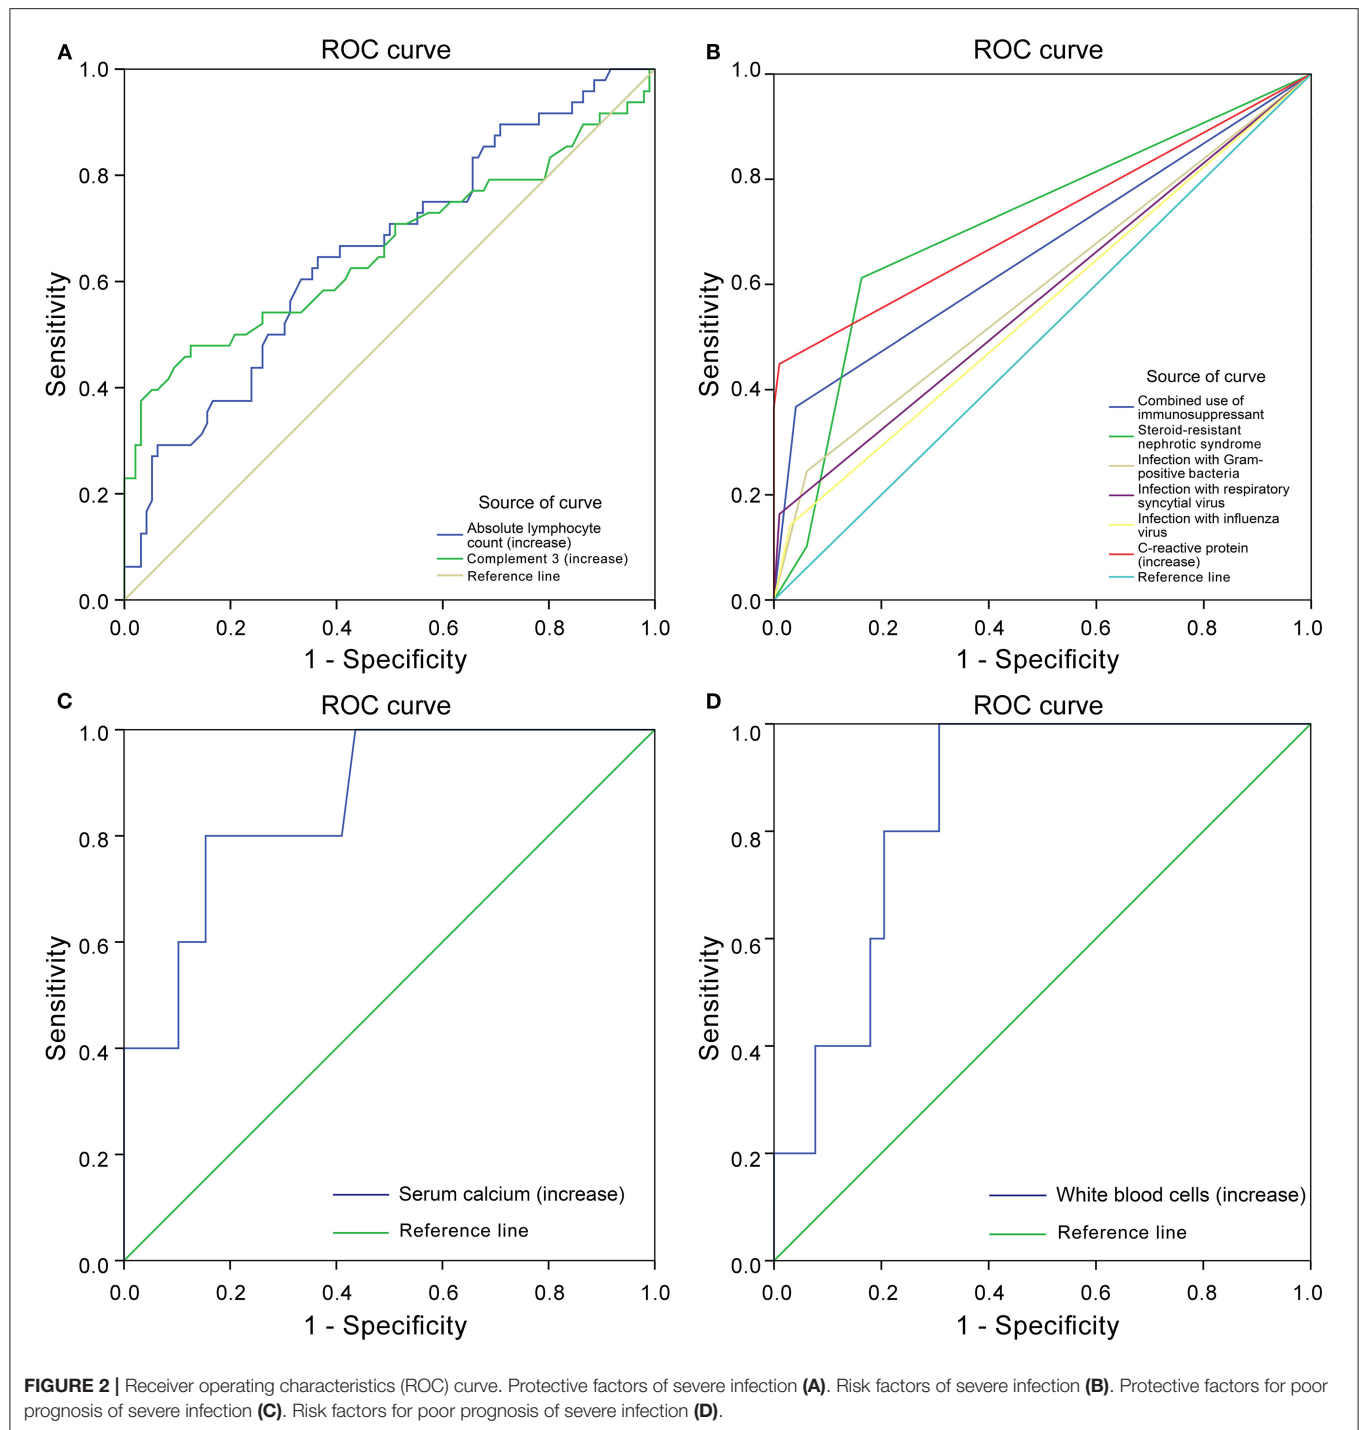 A
ROC curve
1.0
0.8
0.6
0.4
0.2
0.0
Sensitivity
Source of curve
Absolute lymphocyte
count (increase)
Complement 3 (increase)
Reference line
0.0 0.2 0.4 0.6 0.8 1.0
1 - Specificity
B
ROC curve
1.0
0.8
0.6
0.4
0.2
0.0
Sensitivity
Source of curve
Combined use of
immunosuppressant
Steroid-resistant
nephrotic syndrome
Infection with Gram-
positive bacteria
Infection with respiratory
syncytial virus
Infection with influenza
virus
C-reactive protein
(increase)
Reference line
0.0 0.2 0.4 0.6 0.8 1.0
1 - Specificity
C
ROC curve
1.0
0.8
0.6
0.4
0.2
0.0
Sensitivity
Serum calcium (increase)
Reference line
0.0 0.2 0.4 0.6 0.8 1.0
1 - Specificity
D
ROC curve
1.0
0.8
0.6
0.4
0.2
0.0
Sensitivity
White blood cells (increase)
Reference line
0.0 0.2 0.4 0.6 0.8 1.0
1 - Specificity
FIGURE 2 | Receiver operating characteristics (ROC) curve. Protective factors of severe infection (A). Risk factors of severe infection (B). Protective factors for poor
prognosis of severe infection (C). Risk factors for poor prognosis of severe infection (D).